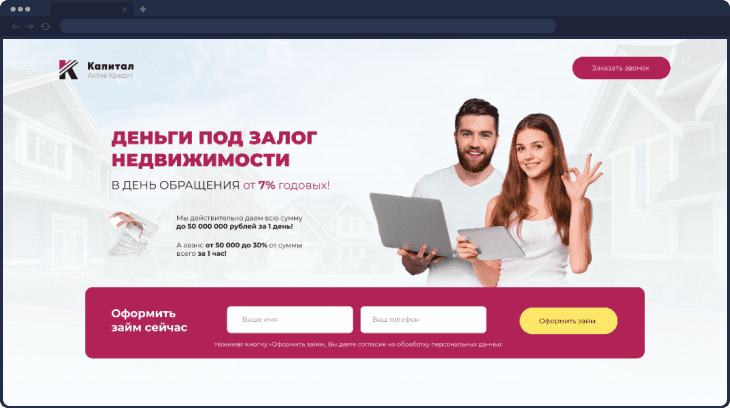 Капитал
Актив Кредит
Заказать звонок
ДЕНЬГИ ПОД ЗАЛОГ
НЕДВИЖИМОСТИ
В ДЕНЬ ОБРАЩЕНИЯ от 7% годовых!
Мы действительно даем всю сумму
до 50 000 000 рублей за 1 день!
А аванс от 50 000 до 30% от суммы
всего за 1 час!
Оформить
займ сейчас
Ваше имя
Ваш телефон
Оформить займ
Нажимая кнопку «Оформить займ», Вы даете согласие на обработку персональных данных